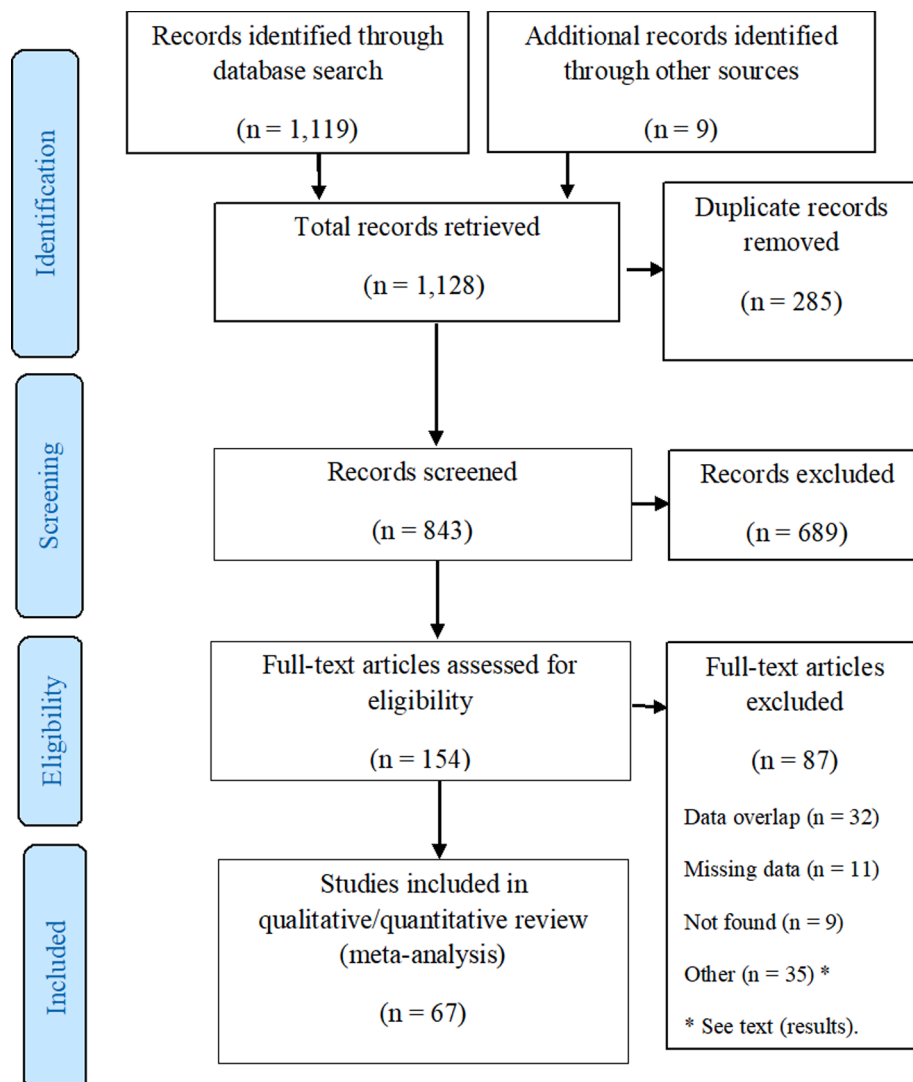 Identification
Records identified through
database search
(n = 1,119)
Additional records identified
through other sources
(n = 9)
Total records retrieved
(n = 1,128)
Duplicate records
removed
(n = 285)
Screening
Records screened
(n = 843)
Records excluded
(n = 689)
Eligibility
Full-text articles assessed for
eligibility
(n = 154)
Full-text articles
excluded
(n = 87)
Data overlap (n = 32)
Missing data (n = 11)
Not found (n = 9)
Other (n = 35) *
* See text (results).
Included
Studies included in
qualitative/quantitative review
(meta-analysis)
(n = 67)